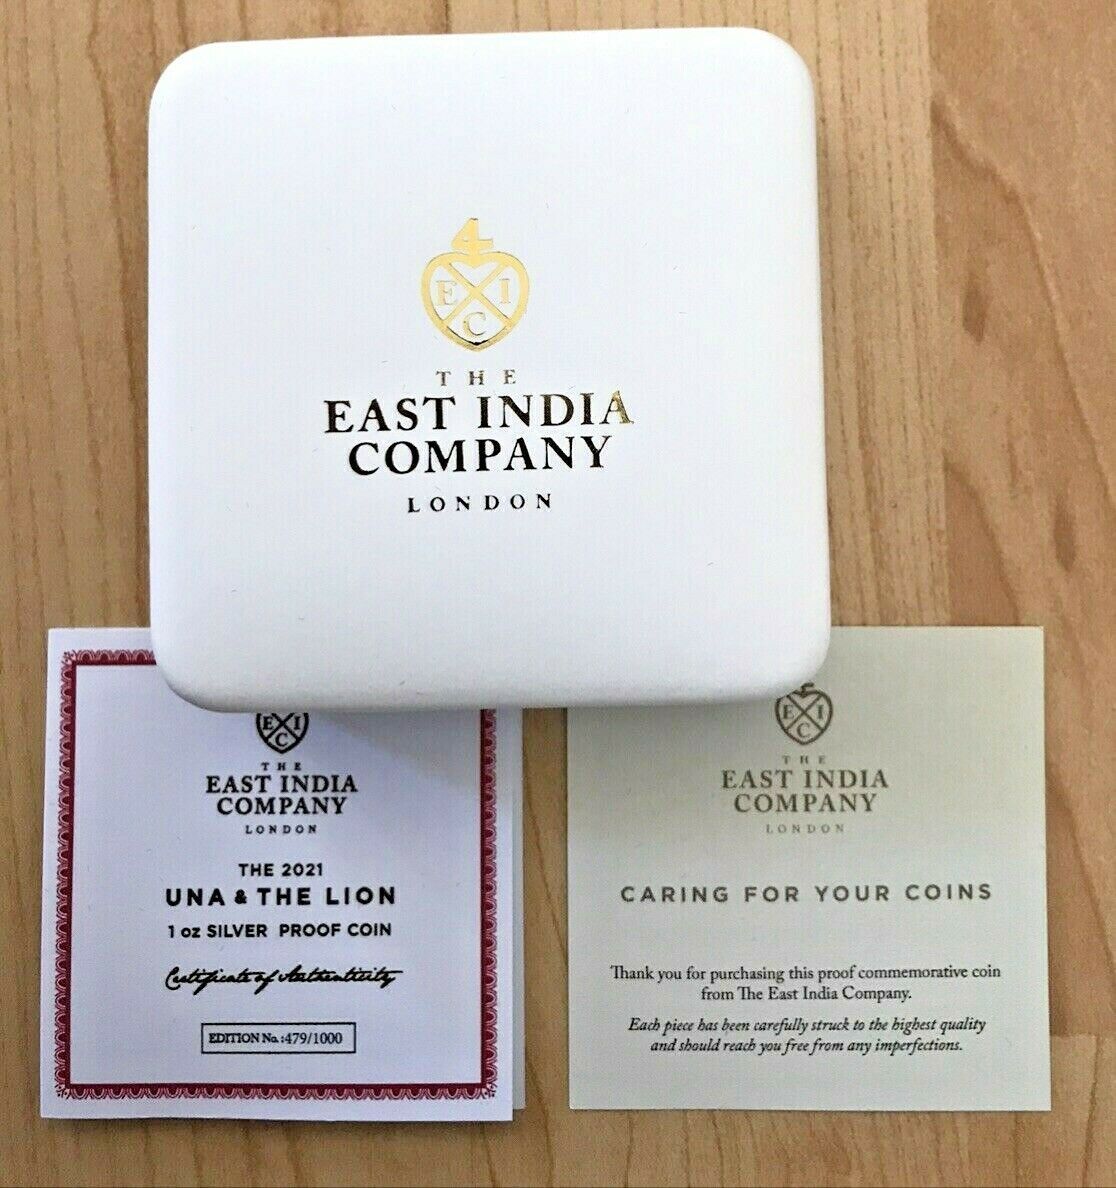 4
E I
C
THE
EAST INDIA
COMPANY
LONDON
E I
C
THE
EAST INDIA
COMPANY
LONDON
THE 2021
UNA & THE LION
1 oz SILVER PROOF COIN
Certificate of Authenticity
EDITION No.:479/1000
E I
C
THE
EAST INDIA
COMPANY
LONDON
CARING FOR YOUR COINS
Thank you for purchasing this proof commemorative coin
from The East India Company.
Each piece has been carefully struck to the highest quality
and should reach you free from any imperfections.